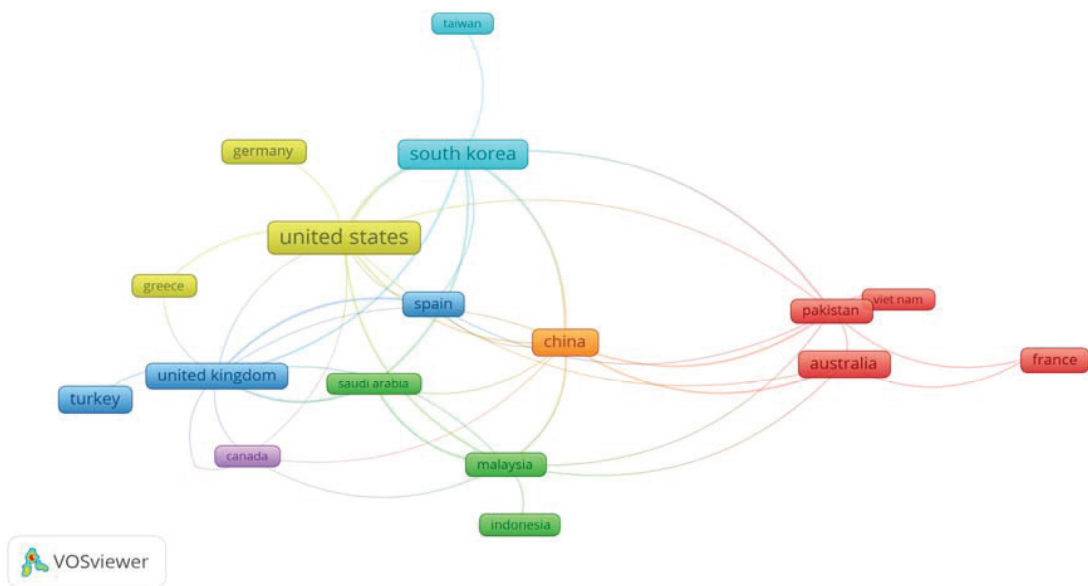 taiwan
germany
south korea
united states
greece
spain
viet nam
pakistan
china
australia
france
united kingdom
saudi arabia
turkey
canada
malaysia
indonesia
VOSviewer